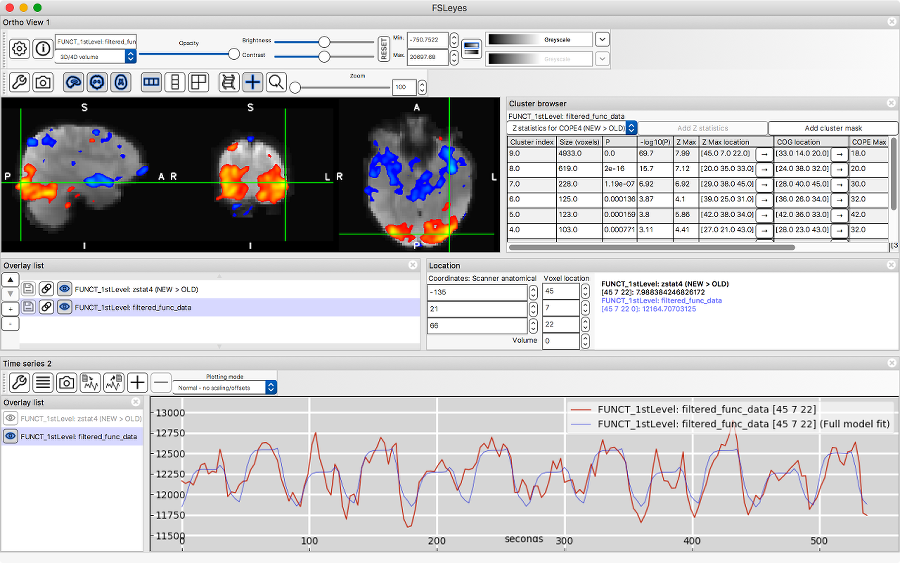 FSLeyes
Ortho View 1
FUNCT_1stLevel: filtered_fun
3D/4D volume
Opacity
Brightness
Contrast
RESET
Min. -750.7522
Max. 20697.68
Greyscale
Greyscale
Zoom
100
S
S
A
P
A R
L
R
L
I
I
P
Cluster browser
FUNCT_1stLevel: filtered_func_data
Z statistics for COPE4 (NEW > OLD)
Add Z statistics
Add cluster mask
Cluster index Size (voxels) P -log10(P) Z Max Z Max location COG location COPE Max
9.0 4933.0 0.0 69.7 7.99 [45.0 7.0 22.0] → [33.0 14.0 20.0] → 18.0
8.0 619.0 2e-16 15.7 7.12 [20.0 35.0 33.0] → [24.0 38.0 32.0] → 20.0
7.0 228.0 1.19e-07 6.92 6.92 [29.0 38.0 45.0] → [28.0 40.0 45.0] → 30.0
6.0 125.0 0.000136 3.87 4.1 [39.0 25.0 31.0] → [36.0 26.0 34.0] → 32.0
5.0 123.0 0.000159 3.8 5.86 [42.0 38.0 34.0] → [42.0 36.0 33.0] → 42.0
4.0 103.0 0.000771 3.11 4.41 [27.0 21.0 43.0] → [28.0 23.0 43.0] → 32.0
[3
Overlay list
FUNCT_1stLevel: zstat4 (NEW > OLD)
FUNCT_1stLevel: filtered_func_data
+
-
Location
Coordinates: Scanner anatomical
Voxel location
-135
45
21
7
66
22
Volume
0
FUNCT_1stLevel: zstat4 (NEW > OLD)
[45 7 22]: 7.988384246826172
FUNCT_1stLevel: filtered_func_data
[45 7 22 0]: 12164.70703125
Time series 2
Plotting mode
Normal - no scaling/offsets
Overlay list
FUNCT_1stLevel: zstat4 (NEW > OLD)
FUNCT_1stLevel: filtered_func_data
FUNCT_1stLevel: filtered_func_data [45 7 22]
FUNCT_1stLevel: filtered_func_data [45 7 22] (Full model fit)
13000
12750
12500
12250
12000
11750
11500
0
100
200
300
400
500
seconds